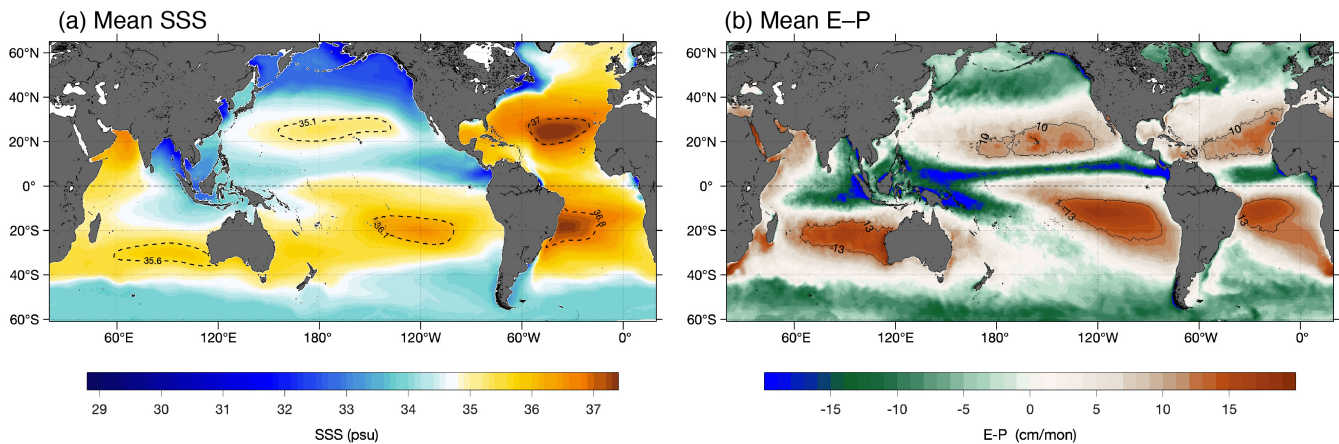 (a) Mean SSS
(b) Mean E−P
60°N
40°N
20°N
0°
20°S
40°S
60°S
35.1
37
36.1
36.8
35.6
60°E
120°E
180°
120°W
60°W
0°
29
30
31
32
33
34
35
36
37
SSS (psu)
60°N
40°N
20°N
0°
20°S
40°S
60°S
10
10
10
10
13
13
13
13
60°E
120°E
180°
120°W
60°W
0°
-15
-10
-5
0
5
10
15
E-P (cm/mon)